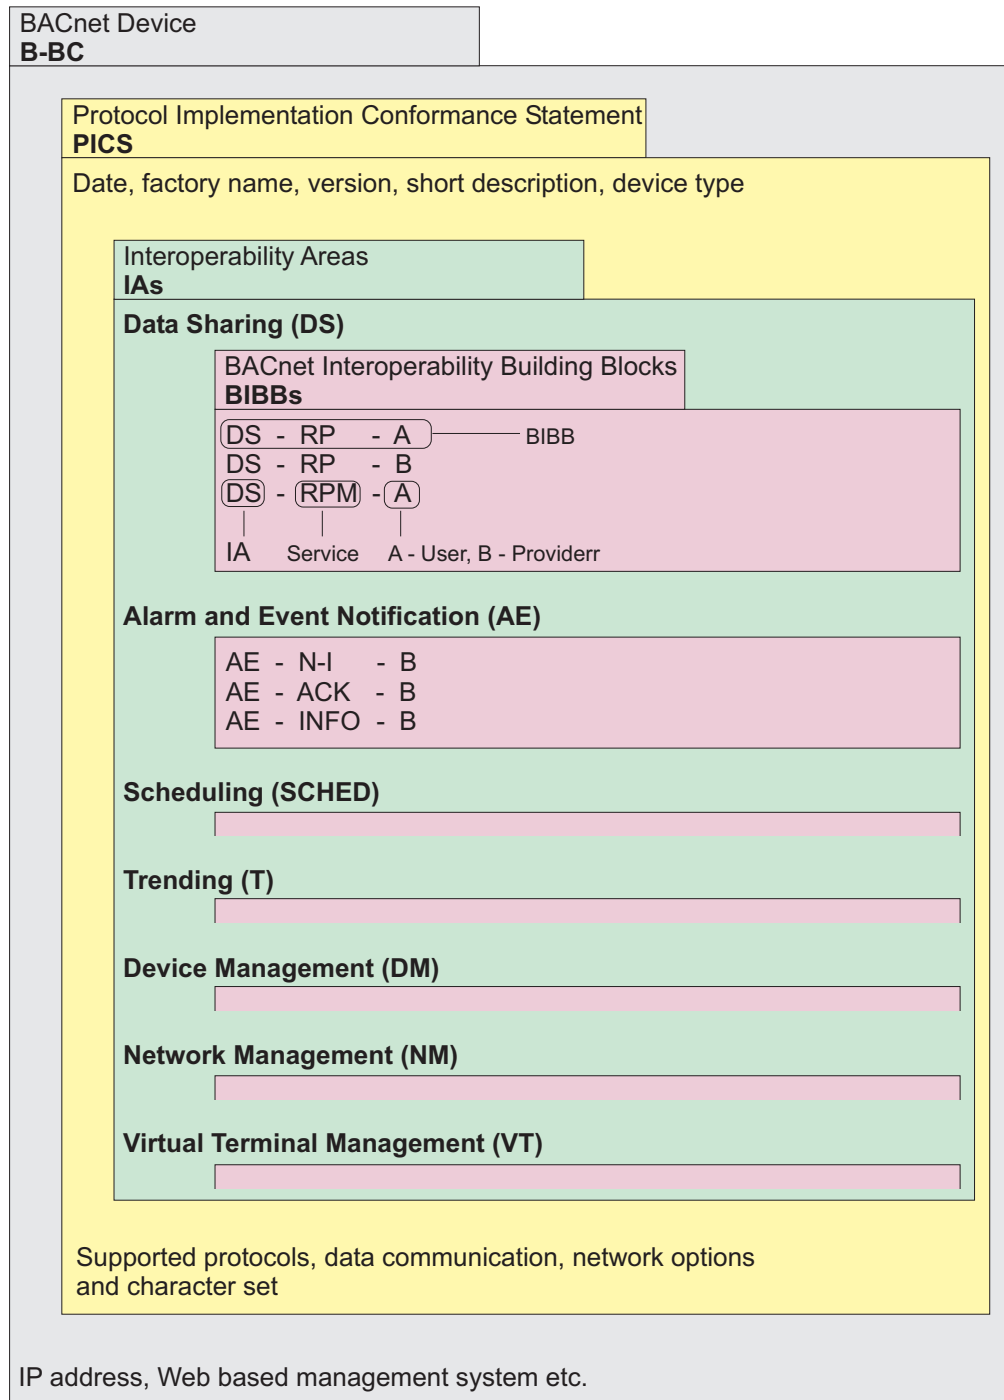 BACnet Device
B-BC
Protocol Implementation Conformance Statement
PICS
Date, factory name, version, short description, device type
Interoperability Areas
IAs
Data Sharing (DS)
BACnet Interoperability Building Blocks
BIBBs
DS - RP - A BIBB
DS - RP - B
DS - RPM - A
IA Service A - User, B - Providerr
Alarm and Event Notification (AE)
AE - N-I - B
AE - ACK - B
AE - INFO - B
Scheduling (SCHED)
Trending (T)
Device Management (DM)
Network Management (NM)
Virtual Terminal Management (VT)
Supported protocols, data communication, network options
and character set
IP address, Web based management system etc.